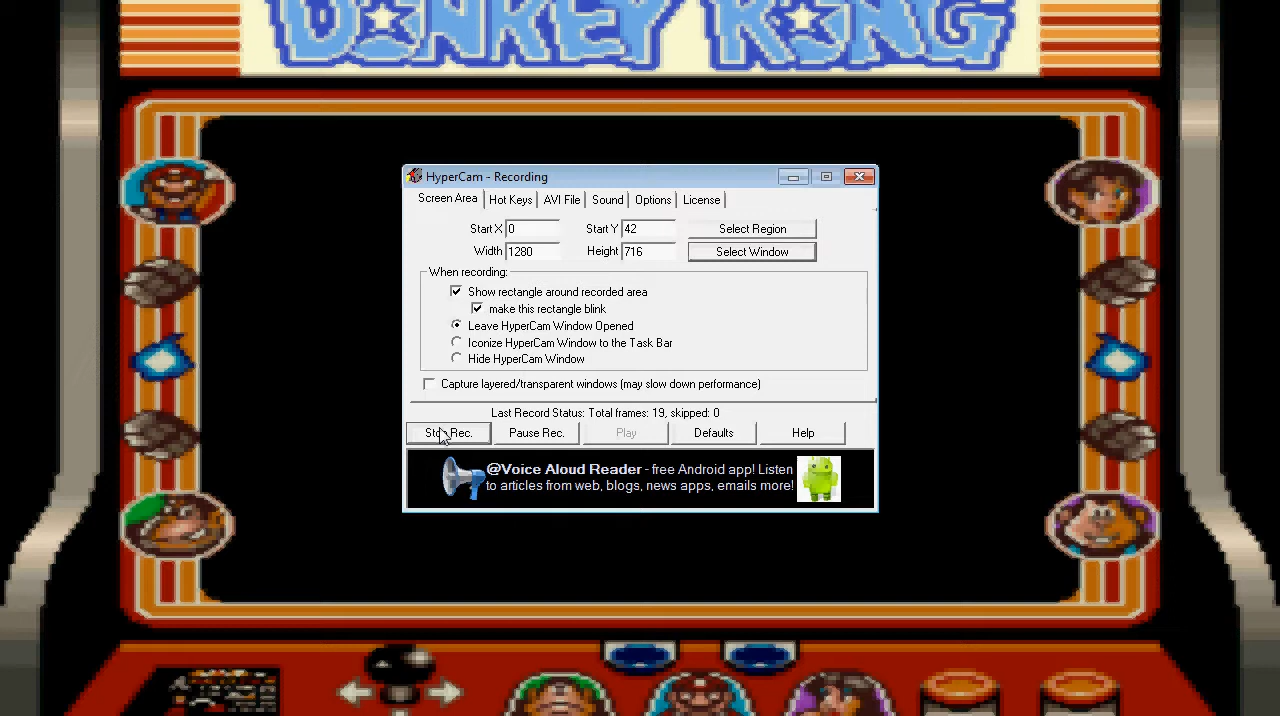 DONKEY KONG
HyperCam - Recording
Screen Area Hot Keys AVI File Sound Options License
Start X 0 Start Y 42 Select Region
Width 1280 Height 716 Select Window
When recording:
Show rectangle around recorded area
make this rectangle blink
Leave HyperCam Window Opened
Iconize HyperCam Window to the Task Bar
Hide HyperCam Window
Capture layered/transparent windows (may slow down performance)
Last Record Status: Total frames: 19, skipped: 0
Stop Rec. Pause Rec. Play Defaults Help
@Voice Aloud Reader - free Android app! Listen
to articles from web, blogs, news apps, emails more!